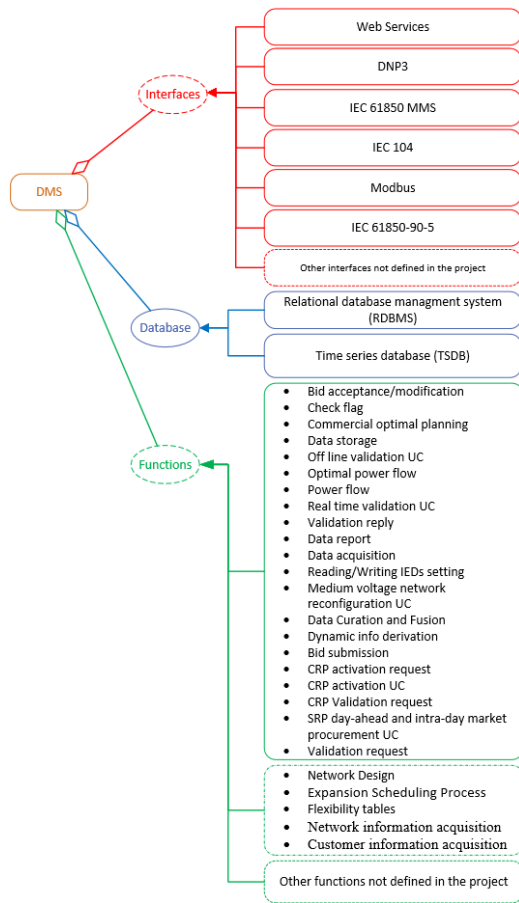 Web Services
DNP3
Interfaces
IEC 61850 MMS
IEC 104
DMS
Modbus
IEC 61850-90-5
Other interfaces not defined in the project
Relational database managment system
(RDBMS)
Database
Time series database (TSDB)
• Bid acceptance/modification
• Check flag
• Commercial optimal planning
• Data storage
• Off line validation UC
Functions
• Optimal power flow
• Power flow
• Real time validation UC
• Validation reply
• Data report
• Data acquisition
• Reading/Writing IEDs setting
• Medium voltage network
reconfiguration UC
• Data Curation and Fusion
• Dynamic info derivation
• Bid submission
• CRP activation request
• CRP activation UC
• CRP Validation request
• SRP day-ahead and intra-day market
procurement UC
• Validation request
• Network Design
• Expansion Scheduling Process
• Flexibility tables
• Network information acquisition
• Customer information acquisition
Other functions not defined in the project